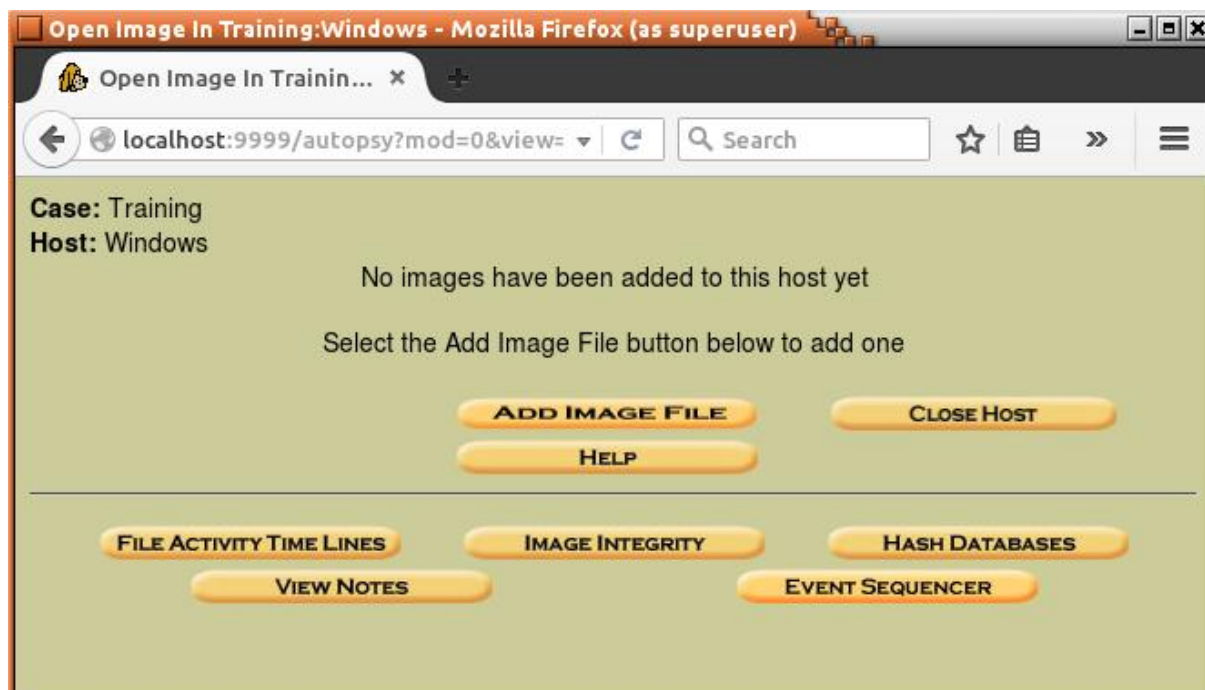 Open Image In Training:Windows - Mozilla Firefox (as superuser)
Open Image In Trainin...
localhost:9999/autopsy?mod=0&view=
Search
Case: Training
Host: Windows
No images have been added to this host yet
Select the Add Image File button below to add one
ADD IMAGE FILE
CLOSE HOST
HELP
FILE ACTIVITY TIME LINES
IMAGE INTEGRITY
HASH DATABASES
VIEW NOTES
EVENT SEQUENCER